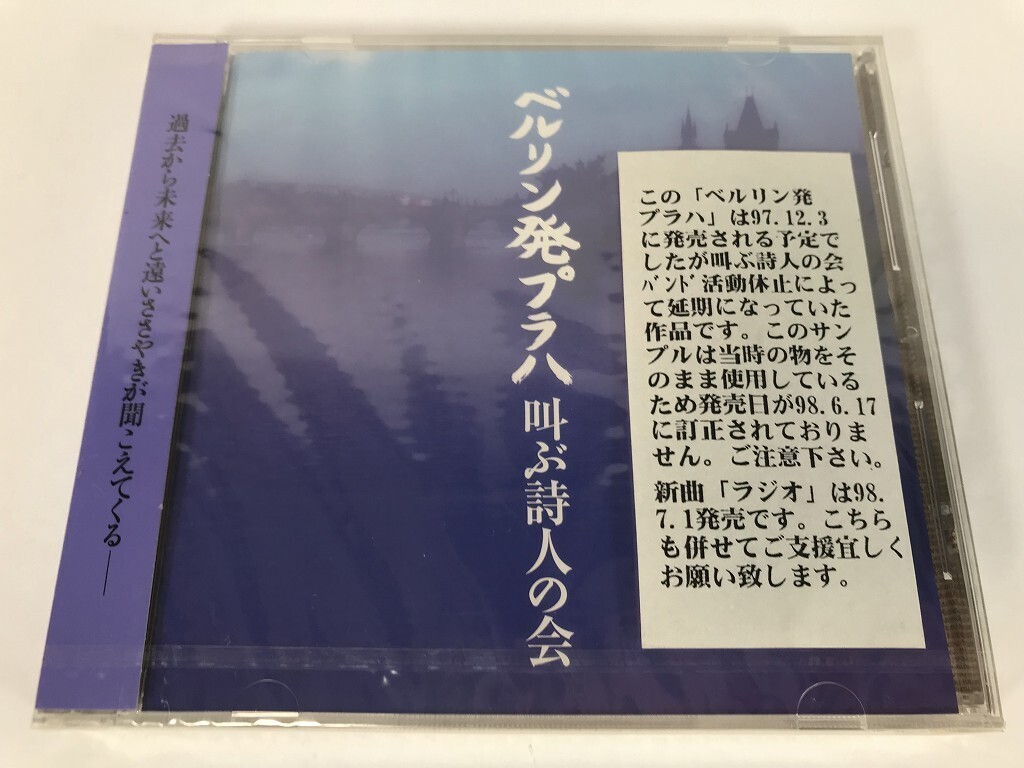 過去から未来へと遠いささやきが聞こえてくる――
ベルリン発プラハ
叫ぶ詩人の会
この「ベルリン発
プラハ」は97.12.3
に発売される予定で
したが叫ぶ詩人の会
ﾊﾞﾝﾄﾞ活動休止によっ
て延期になっていた
作品です。このサン
プルは当時の物をそ
のまま使用している
ため発売日が98.6.17
に訂正されておりま
せん。ご注意下さい。
新曲「ラジオ」は98.
7.1発売です。こちら
も併せてご支援宜しく
お願い致します。